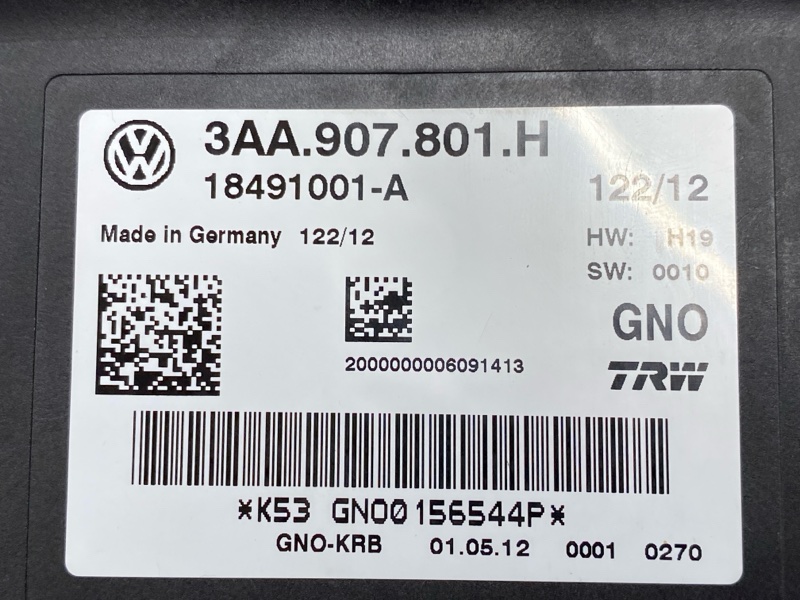 3AA.907.801.H
18491001-A 122/12
Made in Germany 122/12 HW: H19
SW: 0010
GNO
2000000006091413
TRW
*K53 GNO0156544P*
GNO-KRB 01.05.12 0001 0270